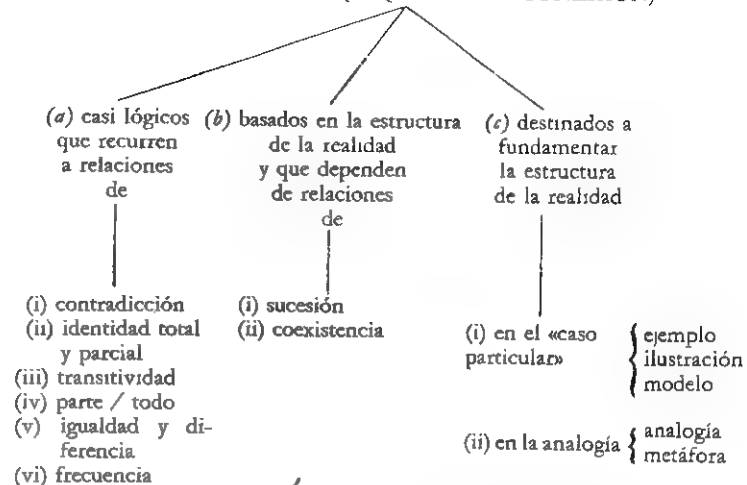 (a) casi lógicos
que recurren
a relaciones
de
(b) basados en la estructura
de la realidad
y que dependen
de relaciones
de
(c) destinados a
fundamentar
la estructura
de la realidad
(i) contradicción
(ii) identidad total
y parcial
(iii) transitividad
(iv) parte / todo
(v) igualdad y di-
ferencia
(vi) frecuencia
(i) sucesión
(ii) coexistencia
(i) en el «caso
particular»
ejemplo
ilustración
modelo
(ii) en la analogía
analogía
metáfora